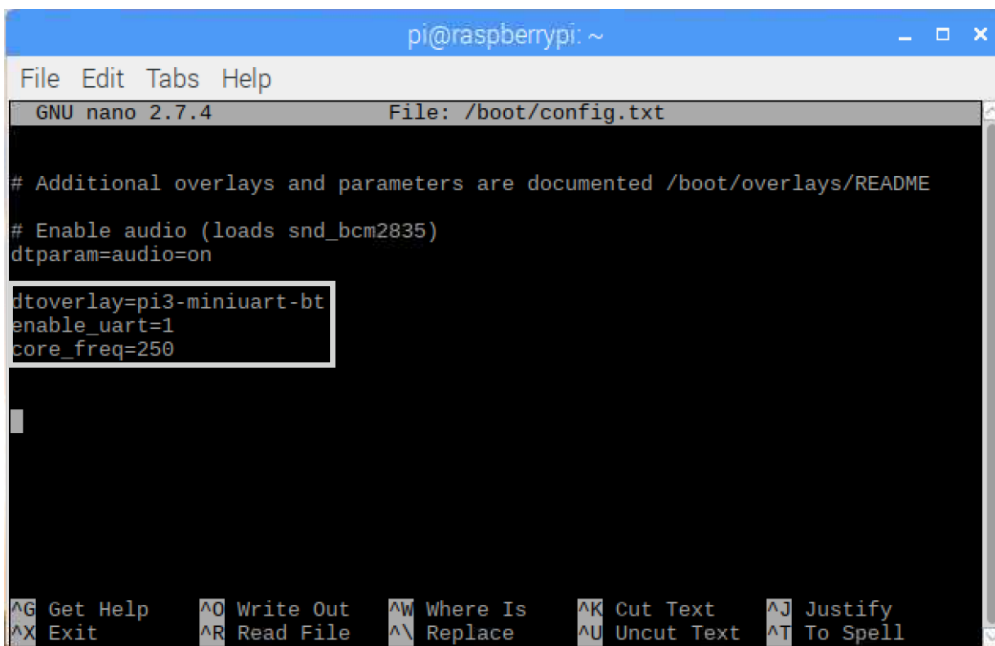 pi@raspberrypi: ~
File Edit Tabs Help
GNU nano 2.7.4 File: /boot/config.txt
# Additional overlays and parameters are documented /boot/overlays/README
# Enable audio (loads snd_bcm2835)
dtparam=audio=on
dtoverlay=pi3-miniuart-bt
enable_uart=1
core_freq=250
^G Get Help ^O Write Out ^W Where Is ^K Cut Text ^J Justify
^X Exit ^R Read File ^\ Replace ^U Uncut Text ^T To Spell